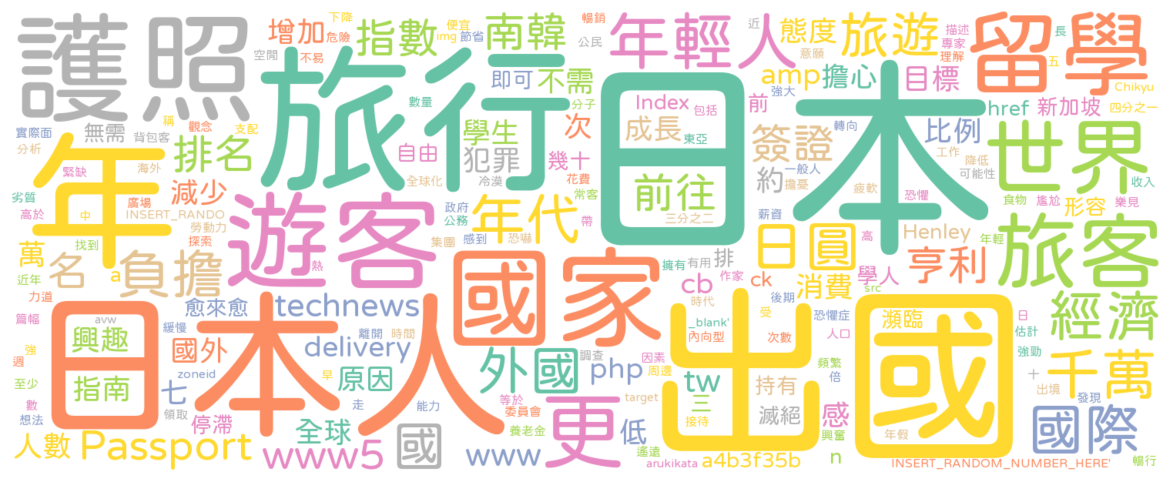 護照
增加
下降
危險
不易
空閒
指數
便宜
img
節省
南韓
暢銷
公民
年輕人
近
意願
態度
旅遊
描述
專家
理解
留學
長
五
Chikyu
四分之一
旅行
數量
即可
不需
分子
日本
amp
擔心
目標
強大
Index
包括
前
href
新加坡
實際面
分析
無需
背包客
稱
觀念
支配
排名
自由
學生
犯罪
次
幾十
成長
東亞
簽證
轉向
比例
工作
世界
降低
可能性
收入
年
緊缺
海外
減少
全球化
冷漠
花費
常客
三分之二
前往
約
一般人
擔憂
疲軟
恐懼
食物
尷尬
樂見
形容
劣質
高於
中
廣場
INSERT_RANDO
勞動力
探索
遊客
政府
公務
年代
帶
薪資
高
Henley
年輕
旅客
萬
近年
找到
名
a
負擔
熱
集團
感到
恐嚇
國家
擁有
有用
排
日圓
學人
亨利
力道
愈來愈
technews
作家
cb
ck
消費
src
經濟
篇幅
avw
緩慢
離開
時間
時代
後期
受
恐懼症
人口
出國
瀕臨
日
估計
日本人
興趣
強
週
國外
zoneid
delivery
外國
調查
_blank'
因素
周邊
內向型
次數
頻繁
倍
強勁
十
千萬
至少
數
想法
指南
七
領取
停滯
早
原因
走
能力
等於
委員會
php
target
tw
三
接待
持有
滅絕
感
興奮
出境
發現
國際
人數
Passport
全球
www5
國
www
養老金
更
低
遙遠
arukikata
a4b3f35b
n
年假
INSERT_RANDOM_NUMBER_HERE'
暢行